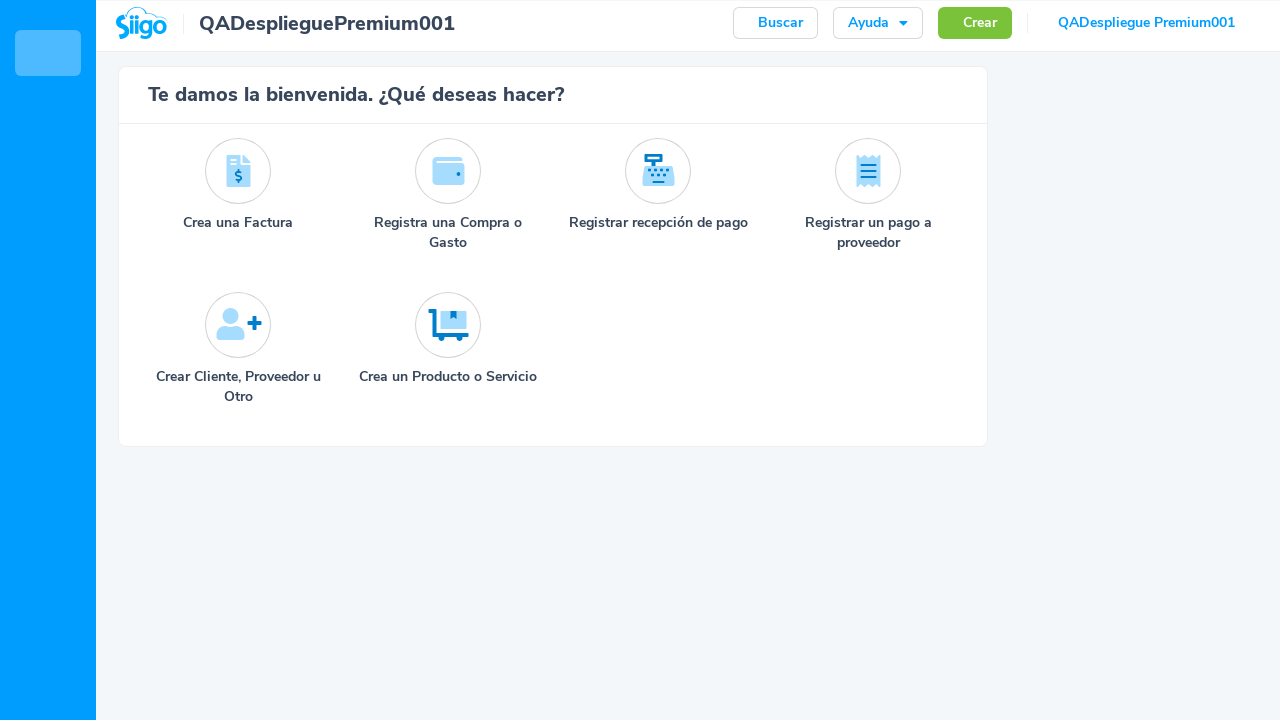 Siigo
QADesplieguePremium001
Buscar
Ayuda
Crear
QADespliegue Premium001
Te damos la bienvenida. ¿Qué deseas hacer?
Crea una Factura
Registra una Compra o
Gasto
Registrar recepción de pago
Registrar un pago a
proveedor
Crear Cliente, Proveedor u
Otro
Crea un Producto o Servicio